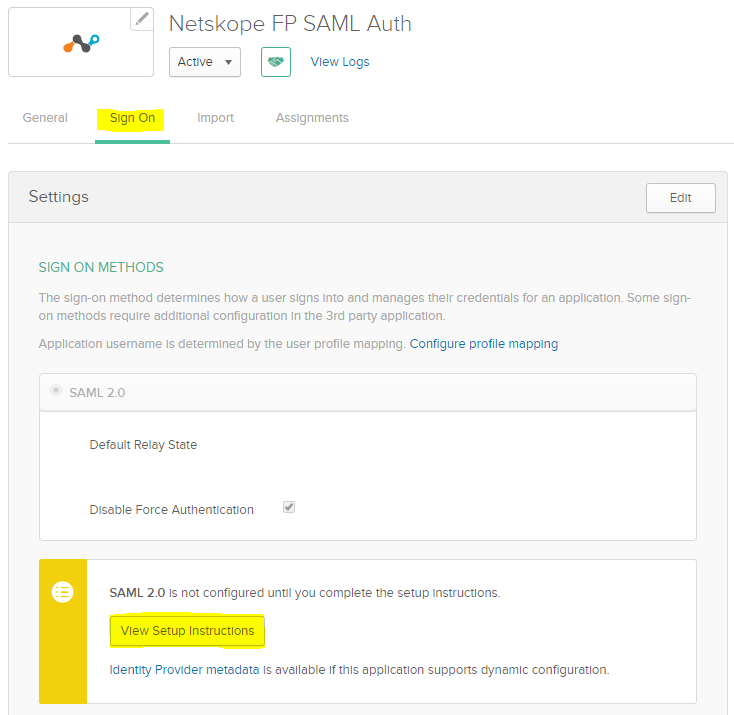 Netskope FP SAML Auth
Active
View Logs
General
Sign On
Import
Assignments
Settings
Edit
SIGN ON METHODS
The sign-on method determines how a user signs into and manages their credentials for an application. Some sign-
on methods require additional configuration in the 3rd party application.
Application username is determined by the user profile mapping. Configure profile mapping
SAML 2.0
Default Relay State
Disable Force Authentication
SAML 2.0 is not configured until you complete the setup instructions.
View Setup Instructions
Identity Provider metadata is available if this application supports dynamic configuration.